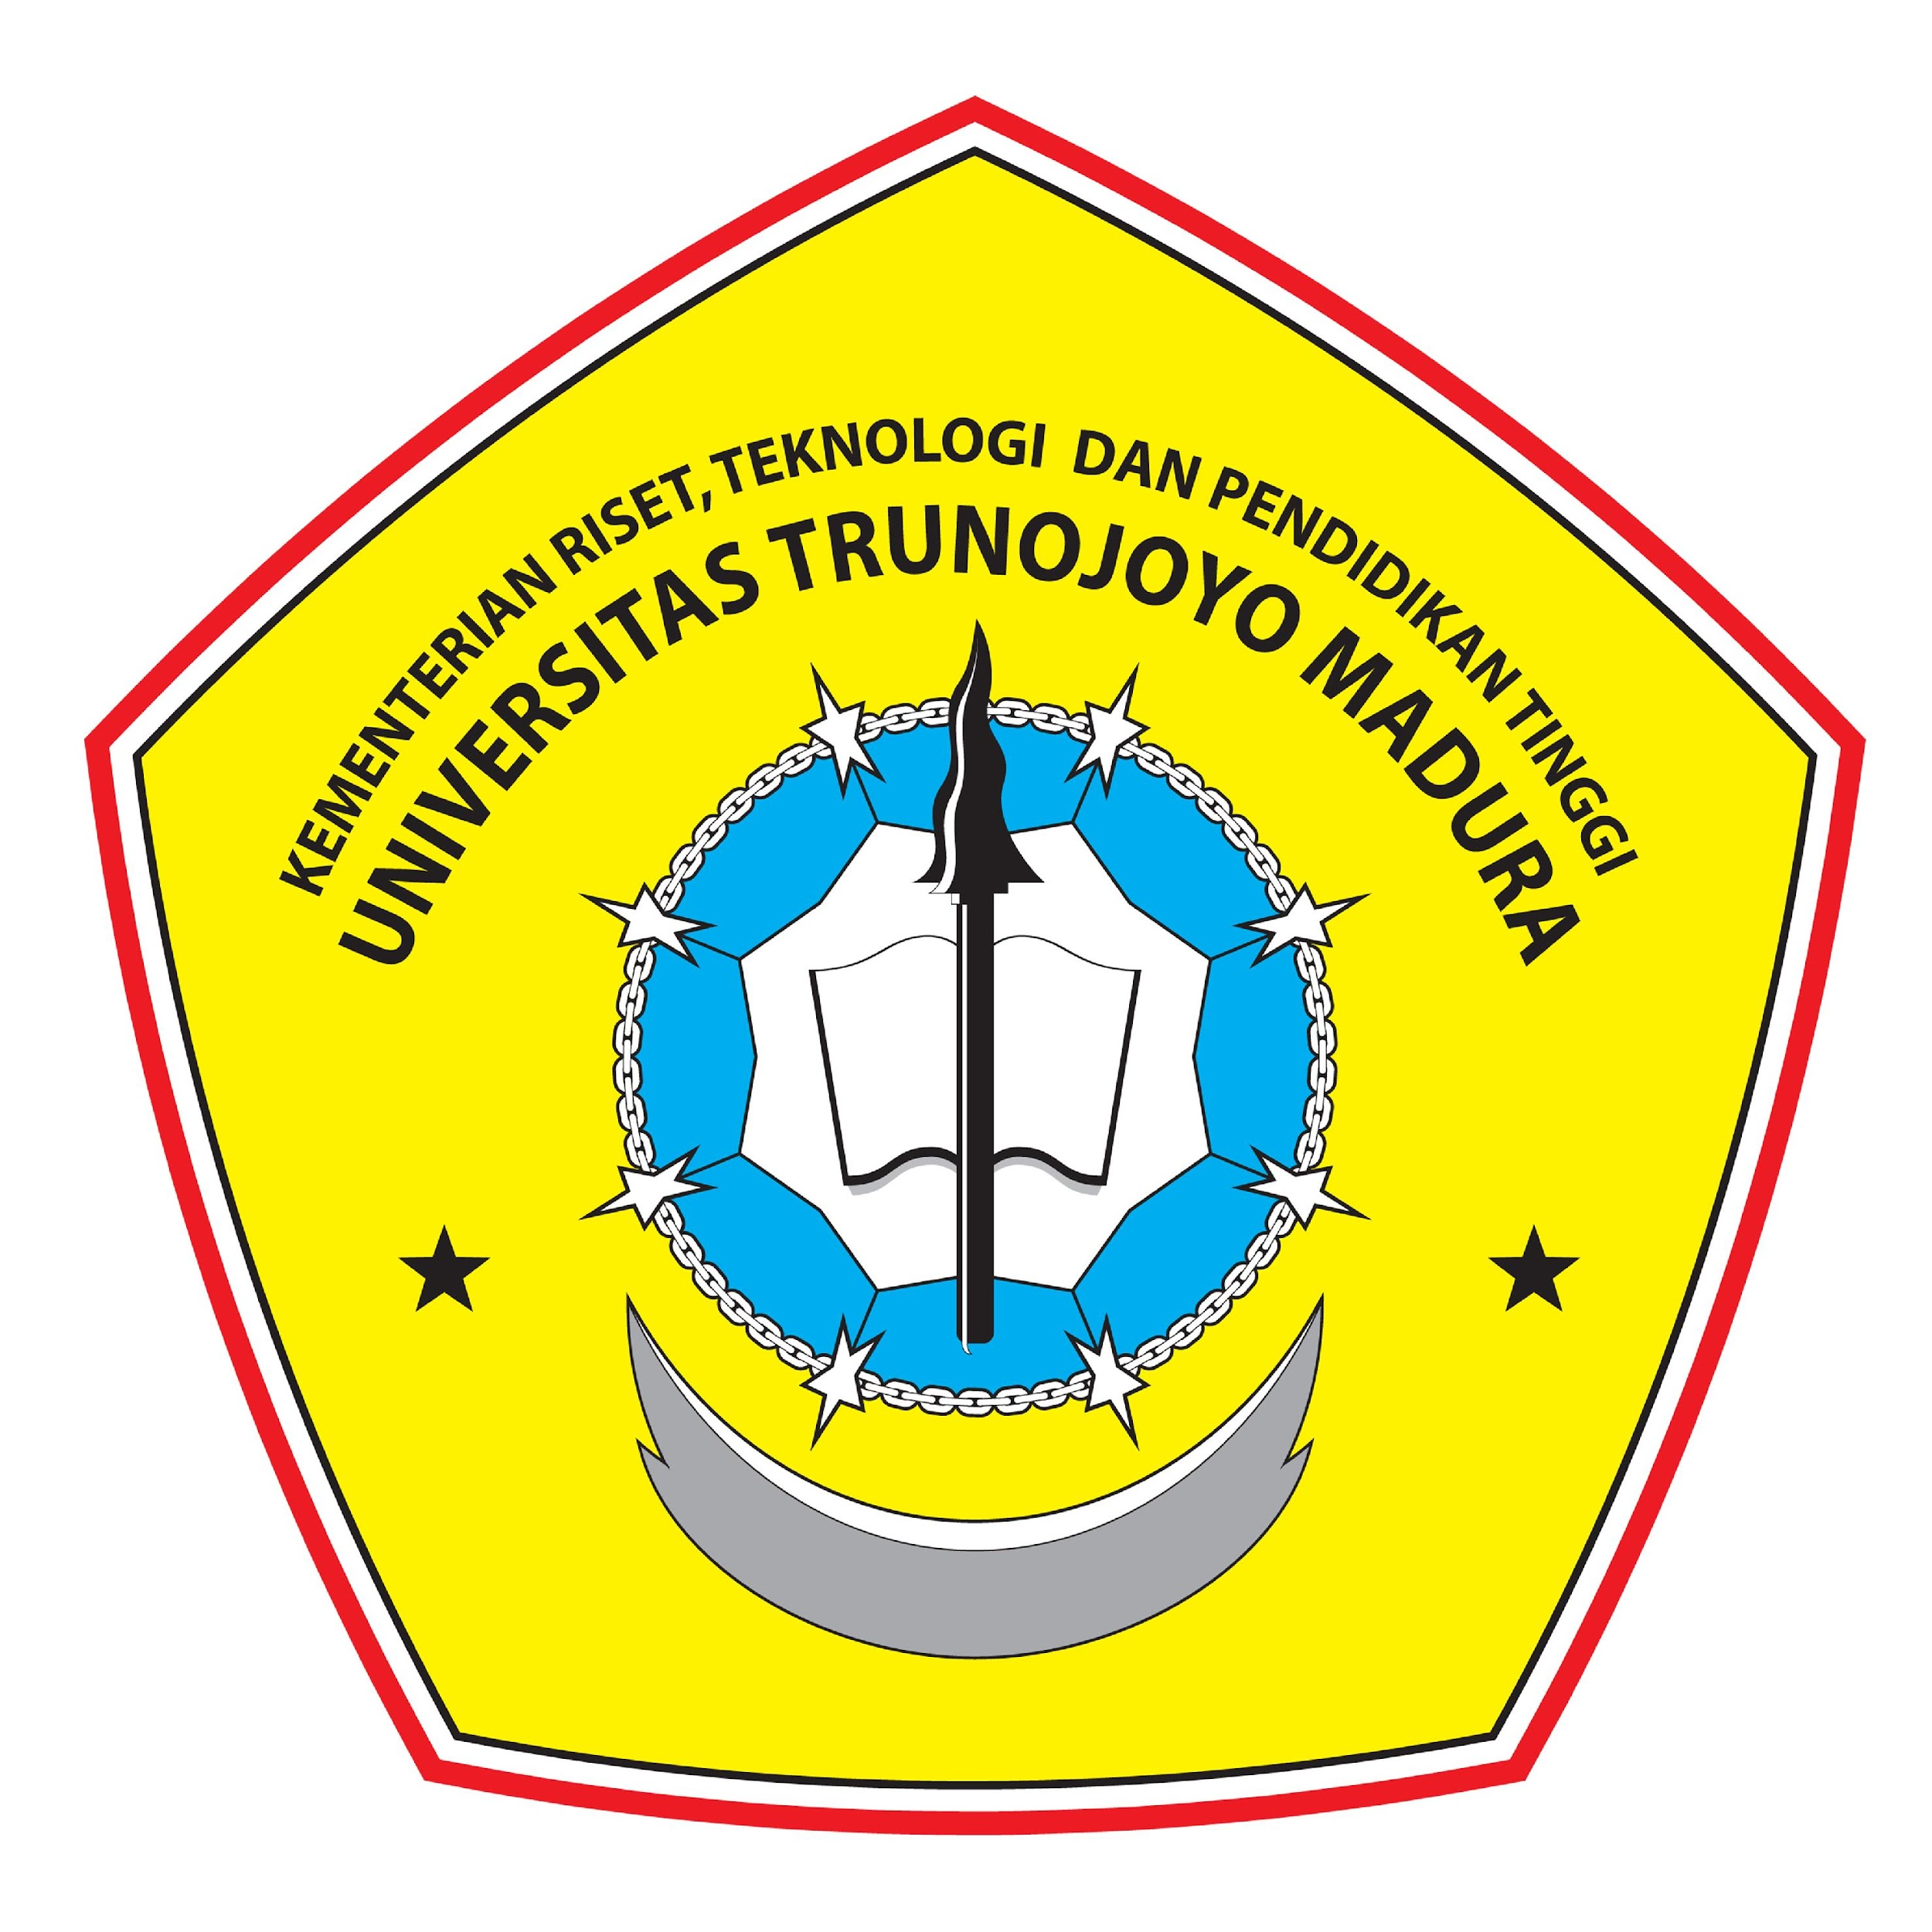 KEMENTERIAN RISET, TEKNOLOGI DAN PENDIDIKAN TINGGI
UNIVERSITAS TRUNOJOYO MADURA